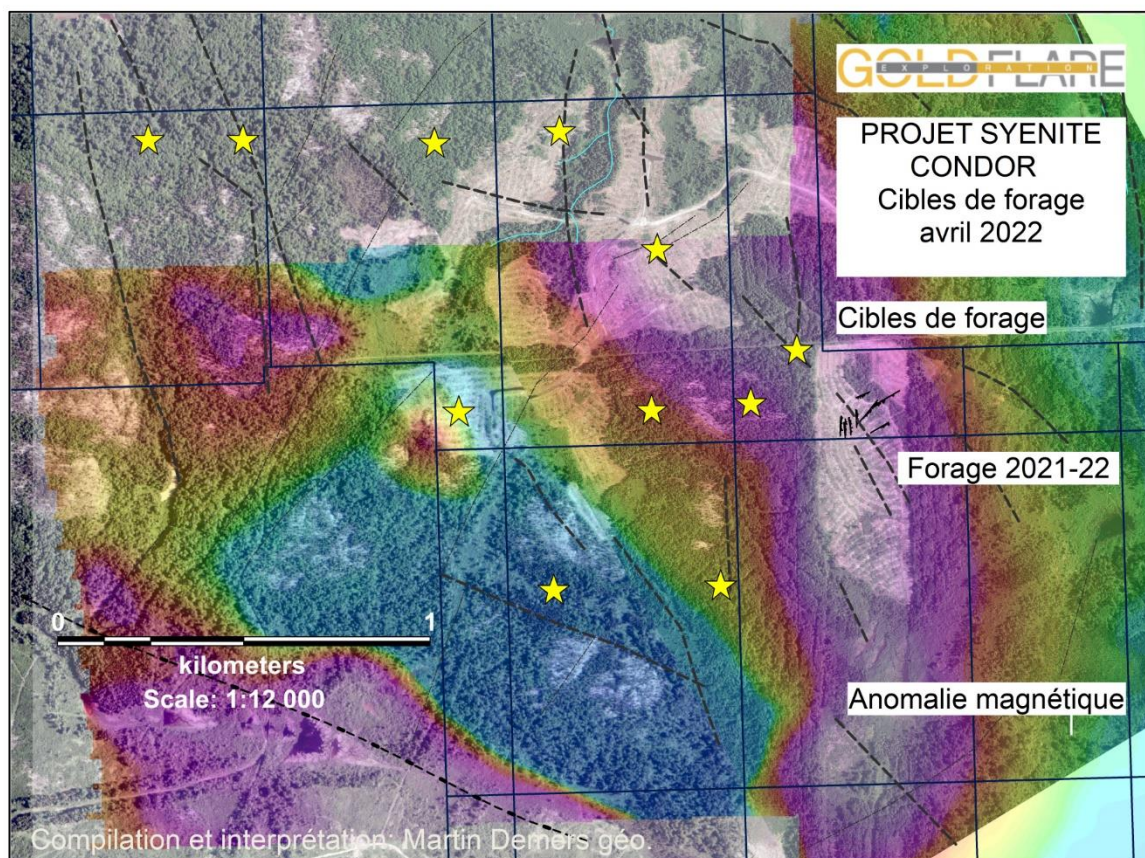 GOLDFLARE
EXPLORATION
PROJET SYENITE
CONDOR
Cibles de forage
avril 2022
Cibles de forage
Forage 2021-22
Anomalie magnétique
0 1
kilometers
Scale: 1:12 000
Compilation et interprétation: Martin Demers géo.